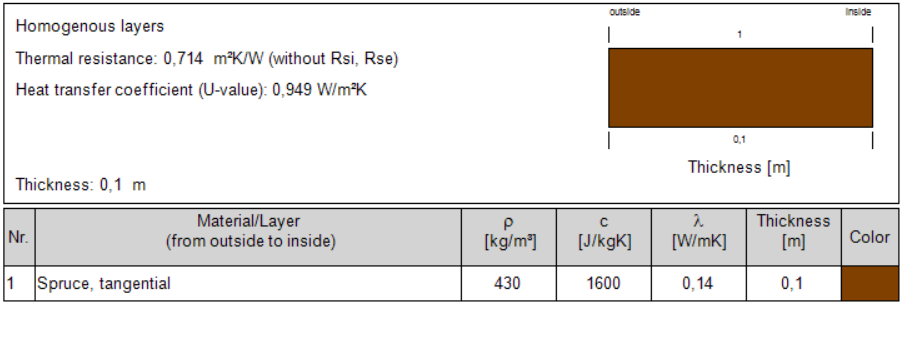 Homogenous layers
Thermal resistance: 0,714 m²K/W (without Rsi, Rse)
Heat transfer coefficient (U-value): 0,949 W/m²K
Thickness: 0,1 m
outside inside
1
0,1
Thickness [m]
Nr. Material/Layer (from outside to inside) ρ [kg/m³] c [J/kgK] λ [W/mK] Thickness [m] Color
1 Spruce, tangential 430 1600 0,14 0,1